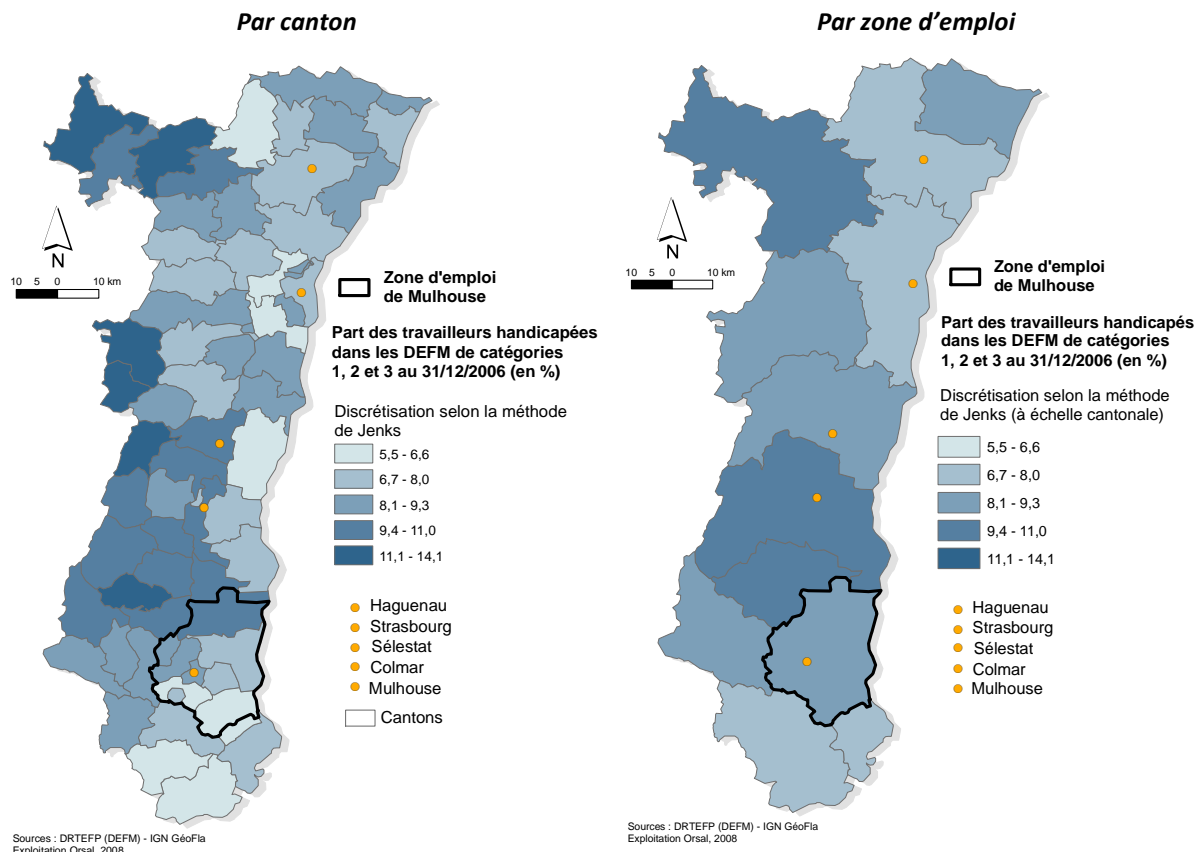 Par canton
N
10 5 0 10 km
Zone d'emploi
de Mulhouse
Part des travailleurs handicapées
dans les DEFM de catégories
1, 2 et 3 au 31/12/2006 (en %)
Discrétisation selon la méthode
de Jenks
5,5 - 6,6
6,7 - 8,0
8,1 - 9,3
9,4 - 11,0
11,1 - 14,1
Haguenau
Strasbourg
Sélestat
Colmar
Mulhouse
Cantons
Sources : DRTEFP (DEFM) - IGN GéoFla
Exploitation Orsal, 2008
Par zone d'emploi
N
10 5 0 10 km
Zone d'emploi
de Mulhouse
Part des travailleurs handicapés
dans les DEFM de catégories
1, 2 et 3 au 31/12/2006 (en %)
Discrétisation selon la méthode
de Jenks (à échelle cantonale)
5,5 - 6,6
6,7 - 8,0
8,1 - 9,3
9,4 - 11,0
11,1 - 14,1
Haguenau
Strasbourg
Sélestat
Colmar
Mulhouse
Sources : DRTEFP (DEFM) - IGN GéoFla
Exploitation Orsal, 2008